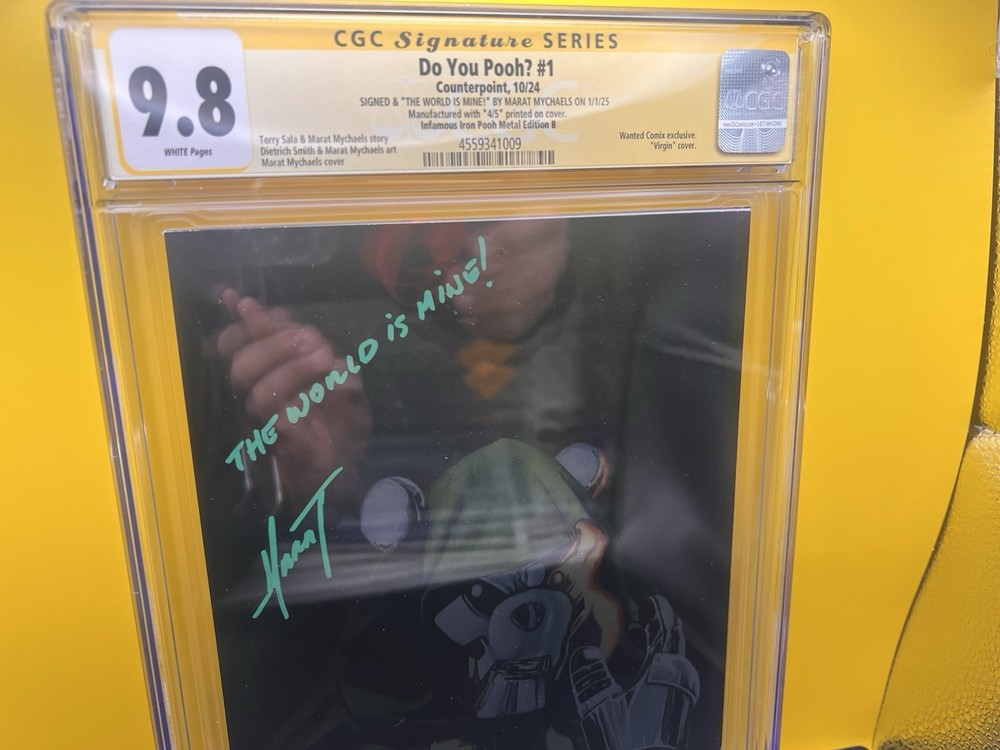 CGC Signature SERIES
9.8
WHITE Pages
Do You Pooh? #1
Counterpoint, 10/24
SIGNED & "THE WORLD IS MINE!" BY MARAT MYCHAELS ON 1/1/25
Manufactured with "4/5" printed on cover.
Infamous Iron Pooh Metal Edition B
4559341009
Terry Sala & Marat Mychaels story
Dietrich Smith & Marat Mychaels art
Marat Mychaels cover
Wanted Comix exclusive.
"Virgin" cover.
CGC
THE WORLD IS MINE!
MARAT